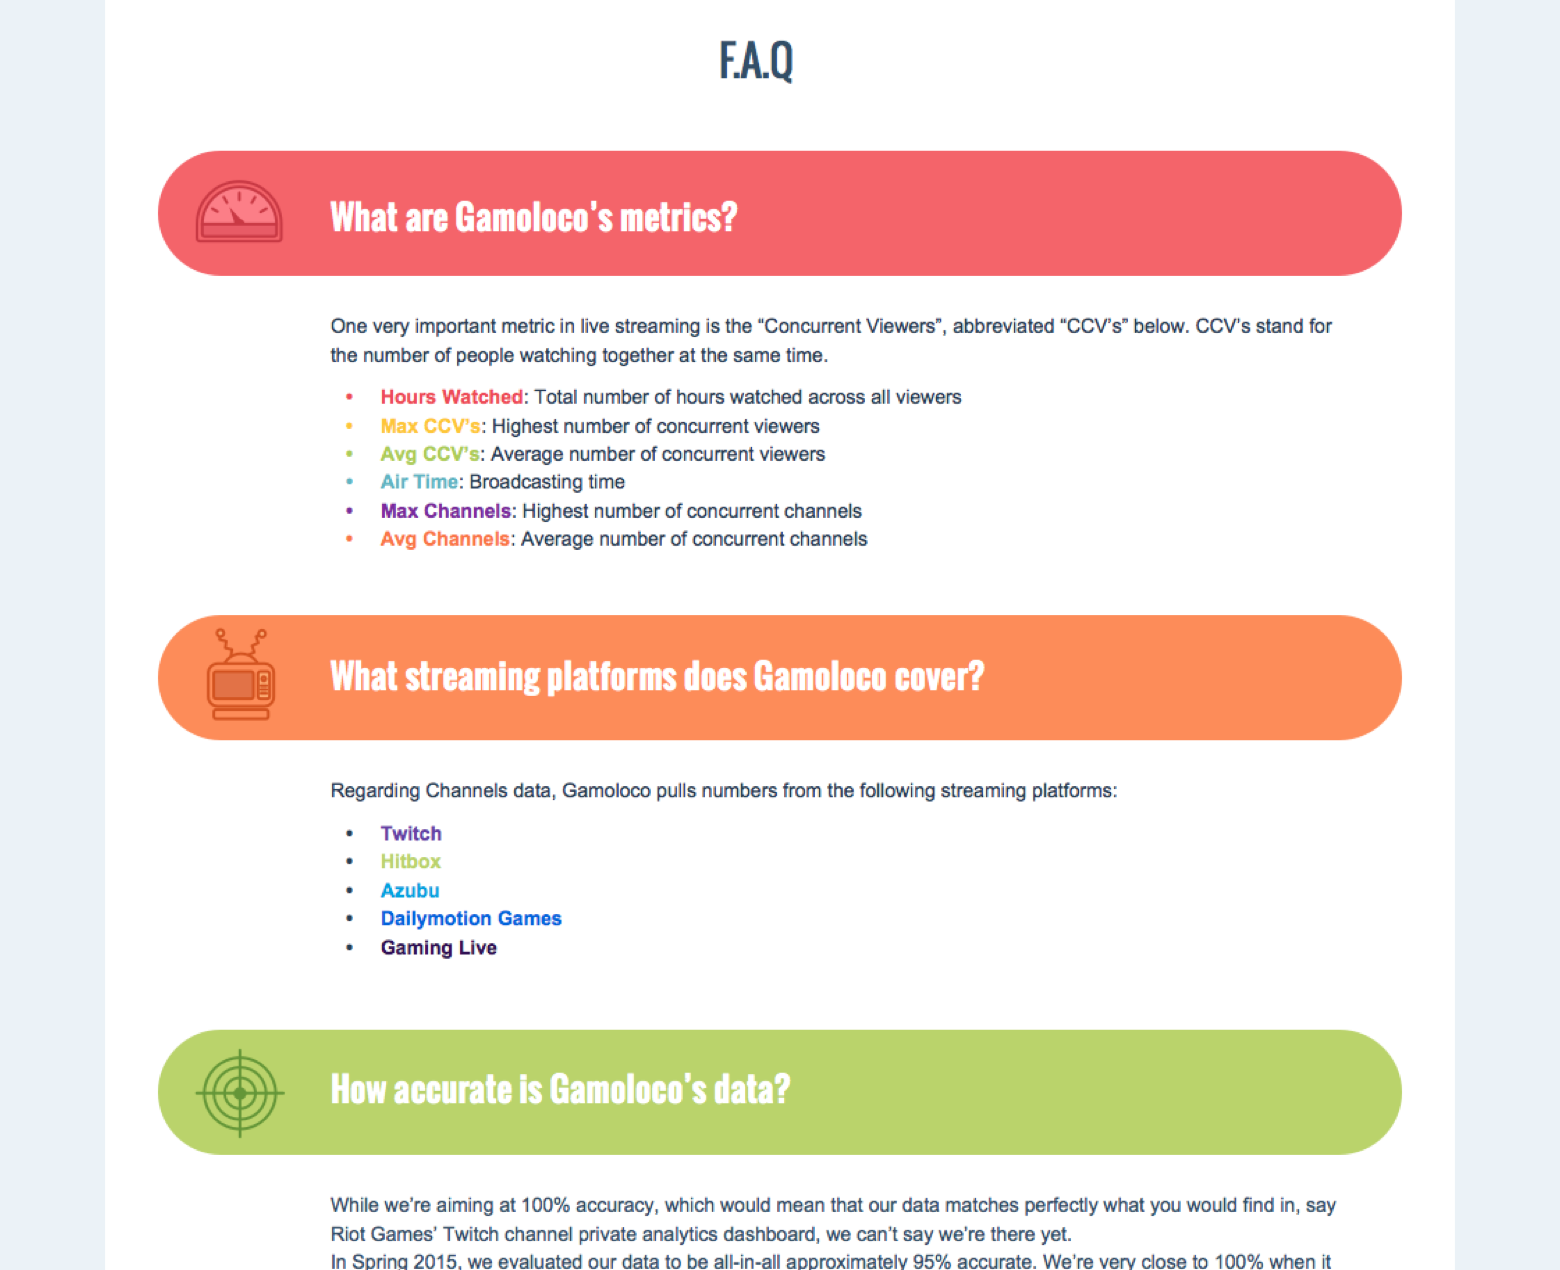 F.A.Q
What are Gamoloco's metrics?
One very important metric in live streaming is the “Concurrent Viewers”, abbreviated “CCV's” below. CCV's stand for
the number of people watching together at the same time.
• Hours Watched: Total number of hours watched across all viewers
• Max CCV's: Highest number of concurrent viewers
• Avg CCV's: Average number of concurrent viewers
• Air Time: Broadcasting time
• Max Channels: Highest number of concurrent channels
• Avg Channels: Average number of concurrent channels
What streaming platforms does Gamoloco cover?
Regarding Channels data, Gamoloco pulls numbers from the following streaming platforms:
• Twitch
• Hitbox
• Azubu
• Dailymotion Games
• Gaming Live
How accurate is Gamoloco's data?
While we're aiming at 100% accuracy, which would mean that our data matches perfectly what you would find in, say
Riot Games' Twitch channel private analytics dashboard, we can't say we're there yet.
In Spring 2015, we evaluated our data to be all-in-all approximately 95% accurate. We're very close to 100% when it